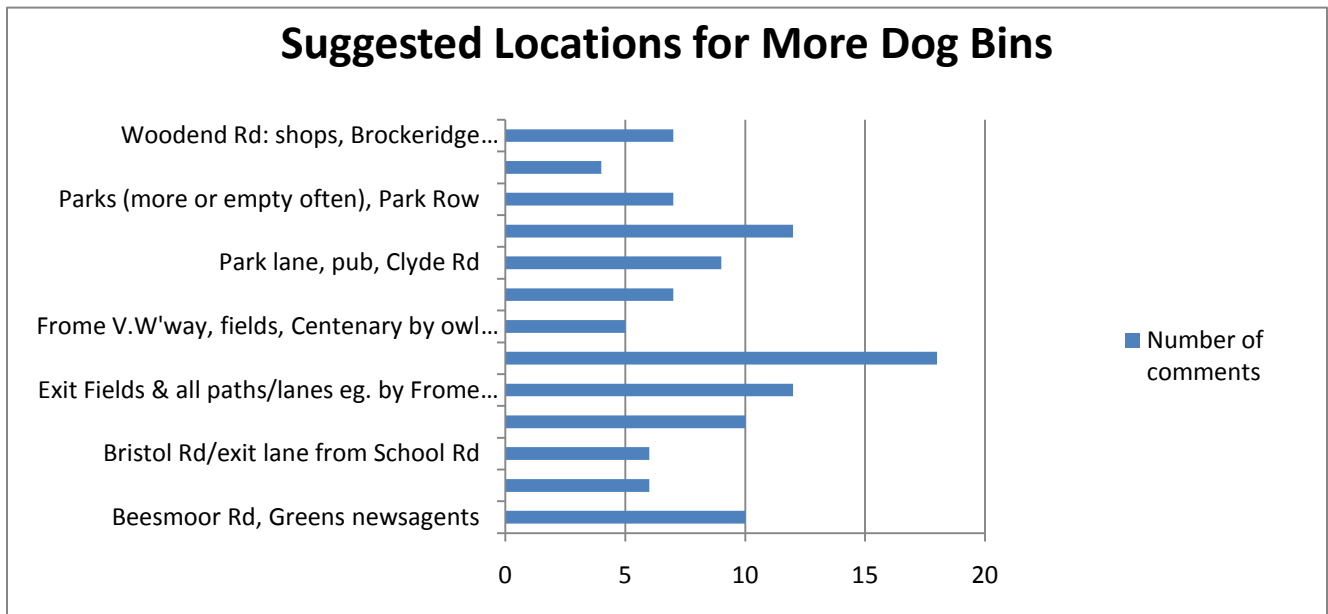 Suggested Locations for More Dog Bins
Woodend Rd: shops, Brockeridge...
Parks (more or empty often), Park Row
Park lane, pub, Clyde Rd
Frome V.W'way, fields, Centenary by owl...
Exit Fields & all paths/lanes eg. by Frome...
Bristol Rd/exit lane from School Rd
Beesmoor Rd, Greens newsagents
Number of
comments
0 5 10 15 20